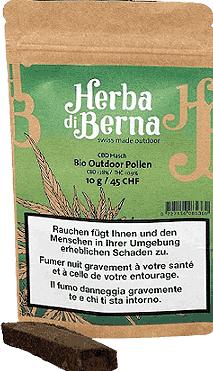 Herba
di Berna
swiss made outdoor
CBD Hasch
Bio Outdoor Pollen
10 g / 45 CHF
Rauchen fügt Ihnen und den
Menschen in Ihrer Umgebung
erheblichen Schaden zu.
Fumer nuit gravement à votre santé
et à celle de votre entourage.
Il fumo danneggia gravemente
te e chi ti sta intorno.